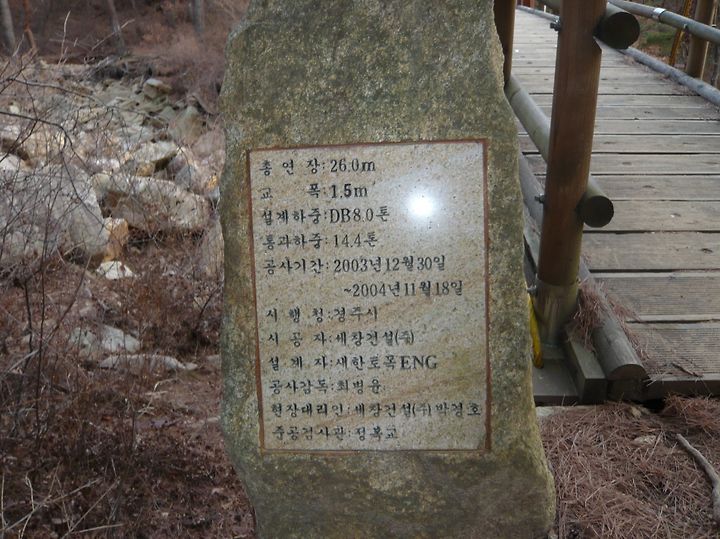 총 연 장: 26.0m
교 폭: 1.5m
설계하중: DB8.0톤
통과하중: 14.4톤
공사기간: 2003년12월30일
~2004년11월18일
시 행 청: 경주시
시 공 자: 세창건설(주)
설 계 자: 새한토목ENG
공사감독: 최병윤
현장대리인: 세창건설(주) 박경호
준공검사관: 정복교